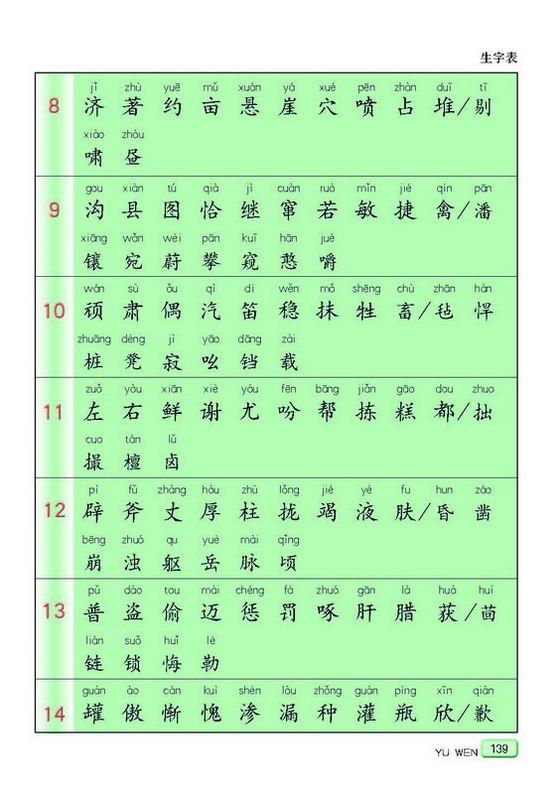 生字表
jǐ zhù yuē mǔ xuán yá xué pēn zhàn duī tī
8 济 著 约 亩 悬 崖 穴 喷 占 堆/剔
xiào zhòu
啸 昼
gou xiàn tú qià jì cuàn ruò mǐn jié qín pān
9 沟 县 图 恰 继 窜 若 敏 捷 禽/潘
xiāng wǎn wèi pān kuī hān jué
镶 宛 蔚 攀 窥 憨 嚼
wán sù ǒu qì dí wěn mǒ shēng chù zhān hàn
10 顽 肃 偶 汽 笛 稳 抹 牲 畜/毡 悍
zhuāng dèng jì yāo dāng zài
桩 凳 寂 吆 铛 载
zuǒ yòu xiān xiè yóu fēn bāng jiǎn gāo dou zhuo
11 左 右 鲜 谢 尤 吩 帮 拣 糕 都/拙
cuo tán lǔ
撮 檀 卤
pì fǔ zhàng hòu zhù lǒng jié yè fu hun záo
12 辟 斧 丈 厚 柱 拢 竭 液 肤/昏 凿
bēng zhuó qu yuè mài qǐng
崩 浊 躯 岳 脉 顷
pǔ dào tou mài chéng fá zhuó gān là huò huí
13 普 盗 偷 迈 惩 罚 啄 肝 腊 获/茴
liàn suǒ huǐ lè
链 锁 悔 勒
guàn ào cán kuì shèn lòu zhǒng guàn píng xīn qiàn
14 罐 傲 惭 愧 渗 漏 种 灌 瓶 欣/歉
YU WEN 139